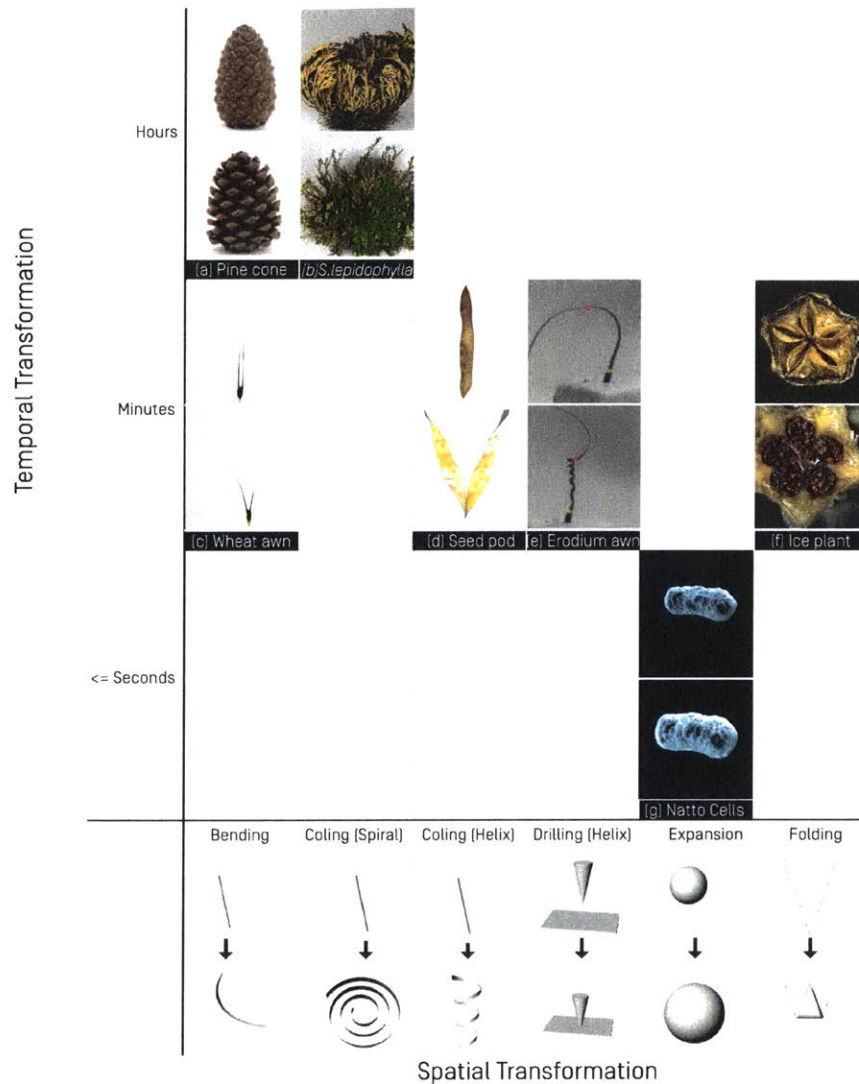 Temporal Transformation
Hours
(a) Pine cone
(b)S.lepidophylla
Minutes
(c) Wheat awn
(d) Seed pod
(e) Erodium awn
(f) Ice plant
<= Seconds
(g) Natto Cells
Bending
Coling (Spiral)
Coling (Helix)
Drilling (Helix)
Expansion
Folding
Spatial Transformation